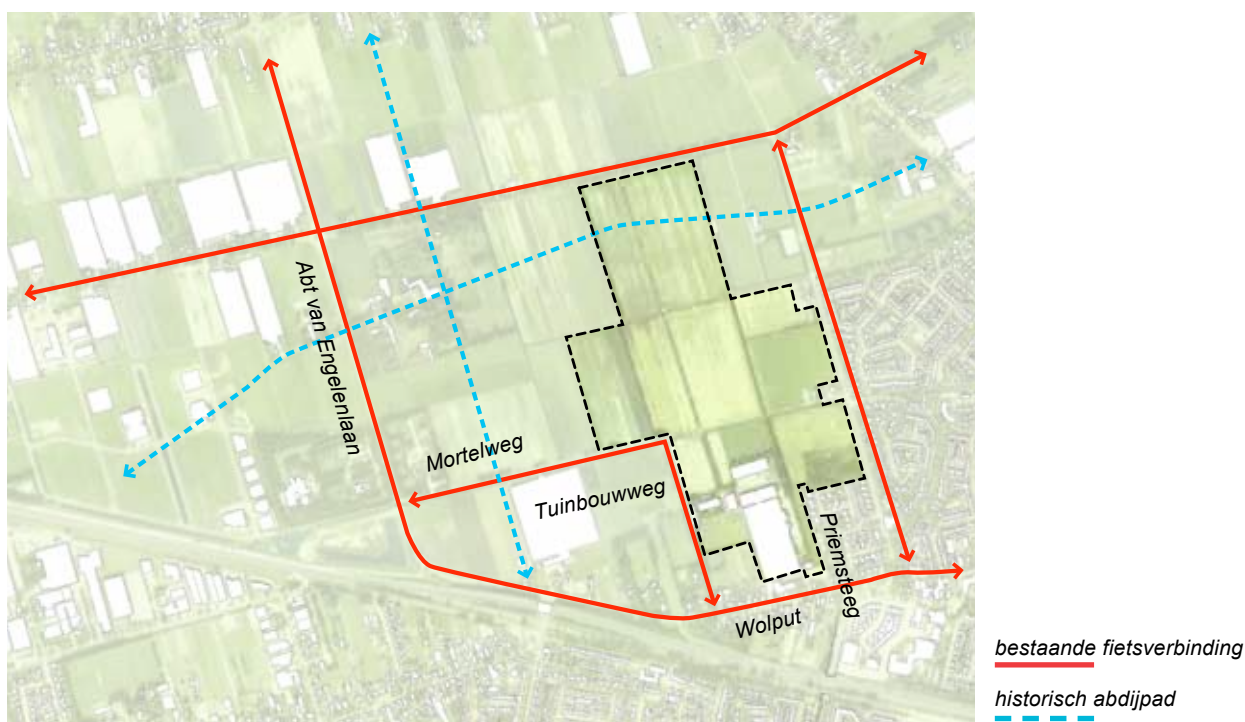 Abt van Engelenlaan
Mortelweg
Tuinbouwweg
Priemsteeg
Wolput
bestaande fietsverbinding
historisch abdijpad